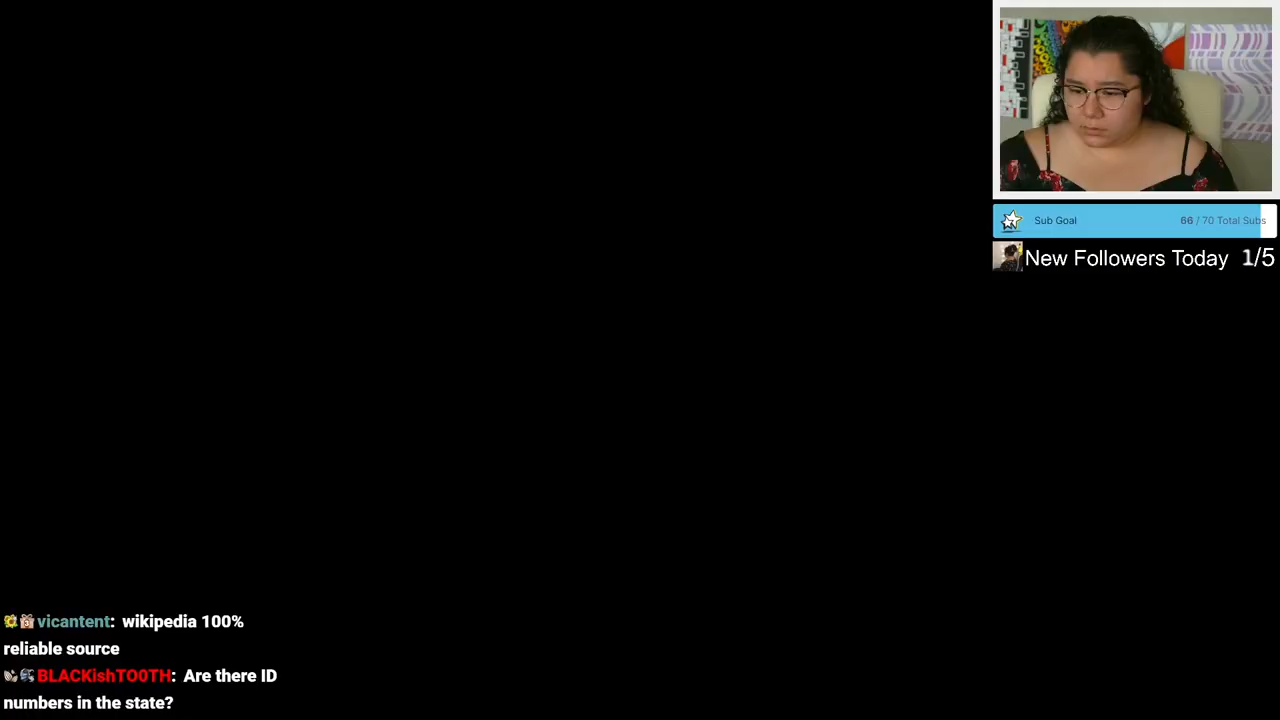 Sub Goal 66 / 70 Total Subs
New Followers Today 1/5
vicantent: wikipedia 100%
reliable source
BLACKishTO0TH: Are there ID
numbers in the state?